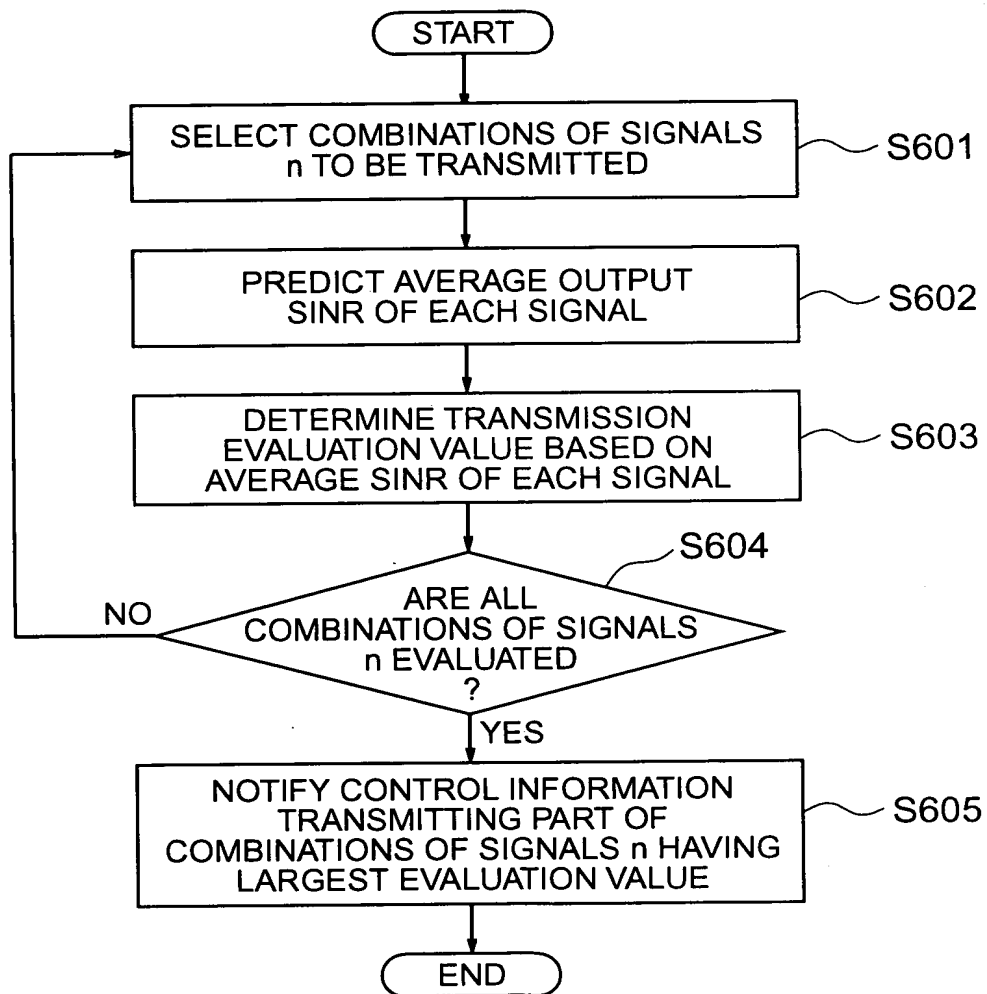 START
SELECT COMBINATIONS OF SIGNALS
n TO BE TRANSMITTED
S601
PREDICT AVERAGE OUTPUT
SINR OF EACH SIGNAL
S602
DETERMINE TRANSMISSION
EVALUATION VALUE BASED ON
AVERAGE SINR OF EACH SIGNAL
S603
S604
NO
ARE ALL
COMBINATIONS OF SIGNALS
n EVALUATED
?
YES
NOTIFY CONTROL INFORMATION
TRANSMITTING PART OF
COMBINATIONS OF SIGNALS n HAVING
LARGEST EVALUATION VALUE
S605
END